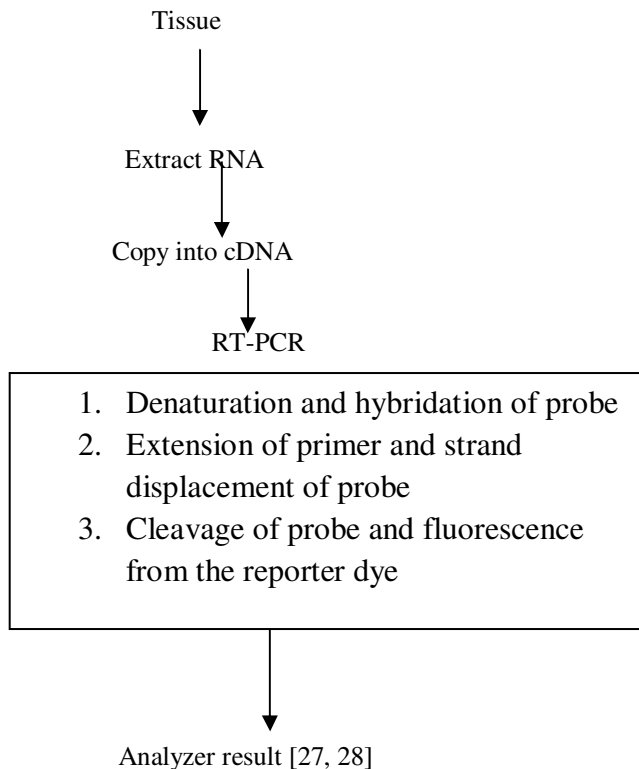 Tissue
Extract RNA
Copy into cDNA
RT-PCR
1. Denaturation and hybridation of probe
2. Extension of primer and strand
displacement of probe
3. Cleavage of probe and fluorescence
from the reporter dye
Analyzer result [27, 28]